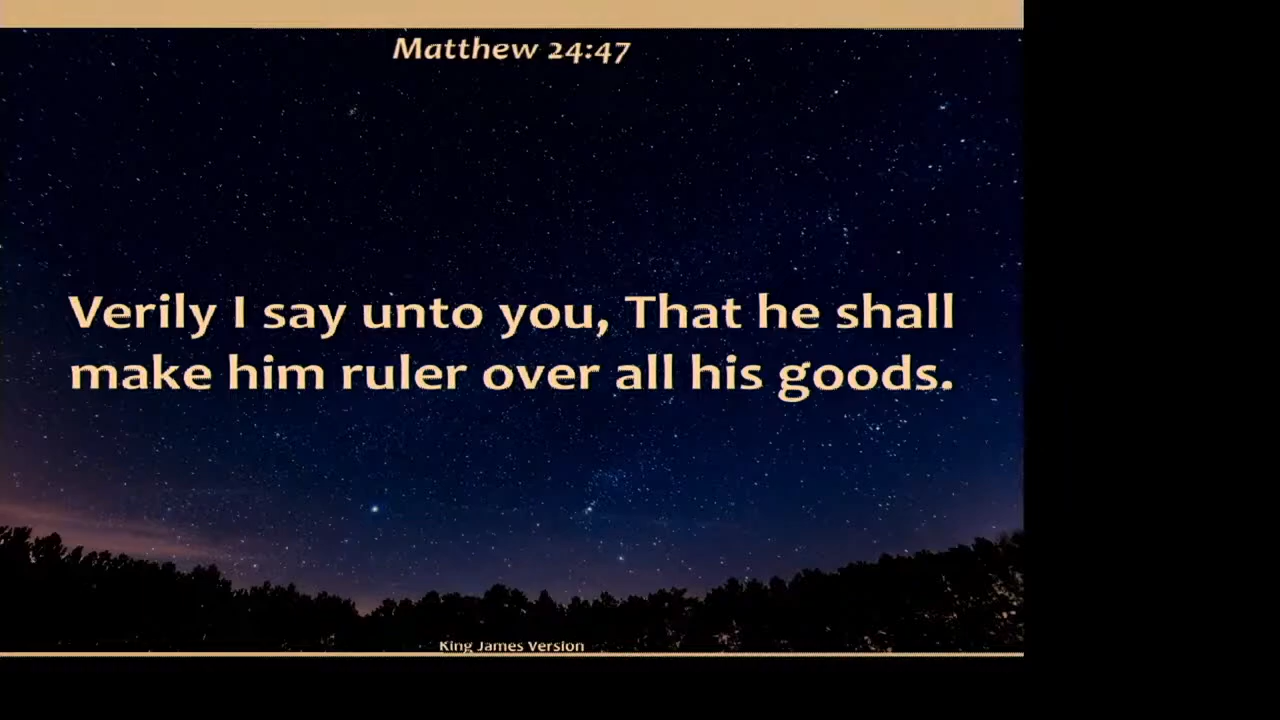 Matthew 24:47
Verily I say unto you, That he shall
make him ruler over all his goods.
King James Version